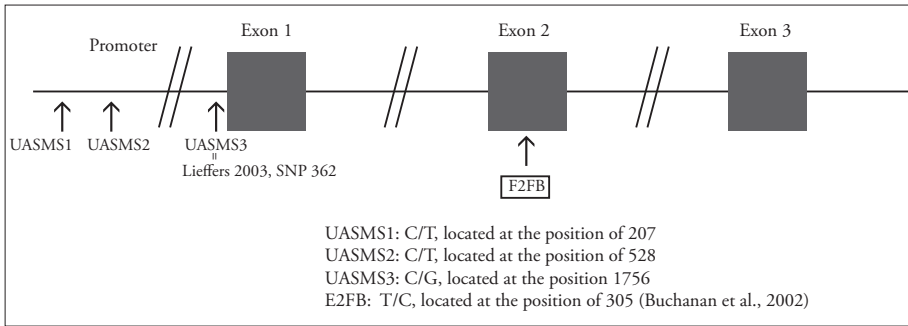 Exon 1 Exon 2 Exon 3
Promoter
UASMS1 UASMS2 UASMS3
=
Lieffers 2003, SNP 362
F2FB
UASMS1: C/T, located at the position of 207
UASMS2: C/T, located at the position of 528
UASMS3: C/G, located at the position 1756
E2FB: T/C, located at the position of 305 (Buchanan et al., 2002)